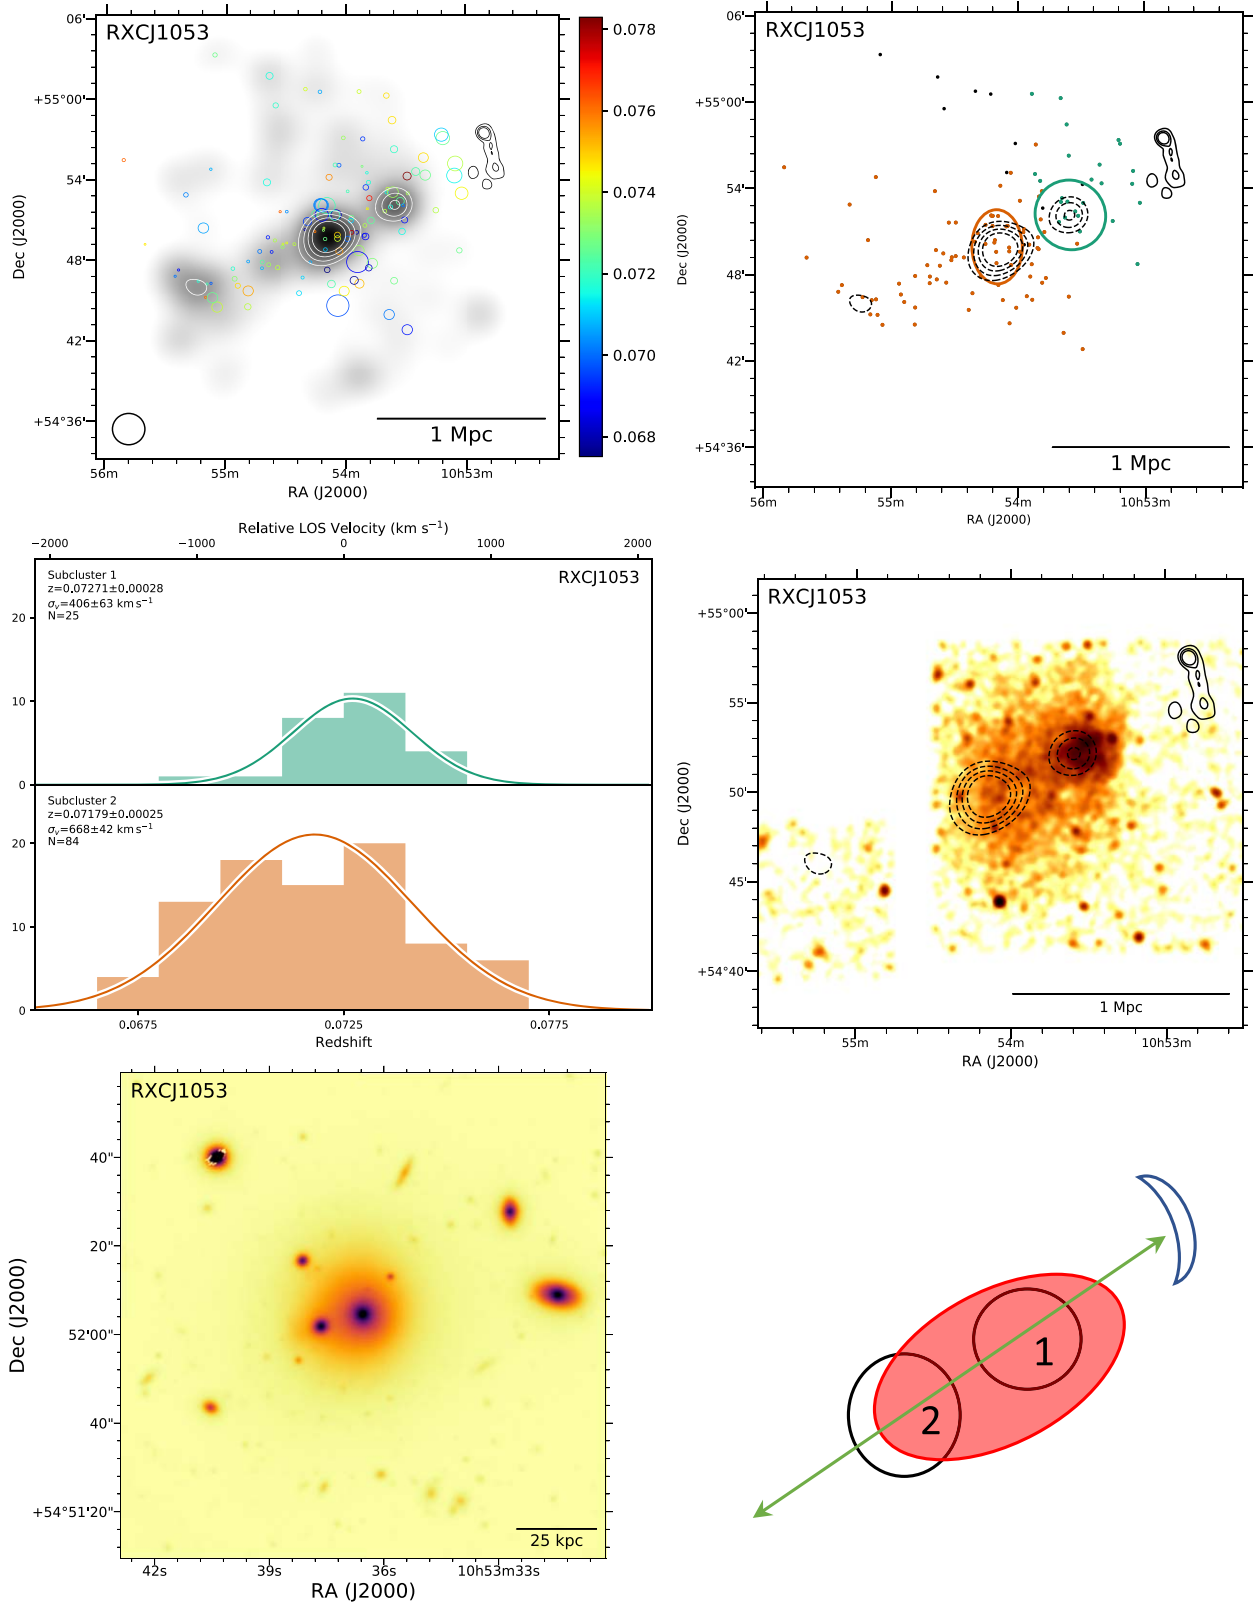 RXCJ1053
06'
+55°00'
54'
48'
42'
+54°36'
Dec (J2000)
56m
55m
54m
10h53m
RA (J2000)
1 Mpc
0.078
0.076
0.074
0.072
0.070
0.068
RXCJ1053
06'
+55°00'
54'
48'
42'
+54°36'
Dec (J2000)
56m
55m
54m
10h53m
RA (J2000)
1 Mpc
Relative LOS Velocity (km s⁻¹)
−2000
−1000
0
1000
2000
Subcluster 1
z=0.07271±0.00028
σᵥ=406±63 km s⁻¹
N=25
RXCJ1053
20
10
0
Subcluster 2
z=0.07179±0.00025
σᵥ=668±42 km s⁻¹
N=84
20
10
0
0.0675
0.0725
0.0775
Redshift
RXCJ1053
+55°00'
55'
50'
45'
+54°40'
Dec (J2000)
55m
54m
10h53m
RA (J2000)
1 Mpc
RXCJ1053
40"
20"
52'00"
40"
+54°51'20"
Dec (J2000)
42s
39s
36s
10h53m33s
RA (J2000)
25 kpc
1
2